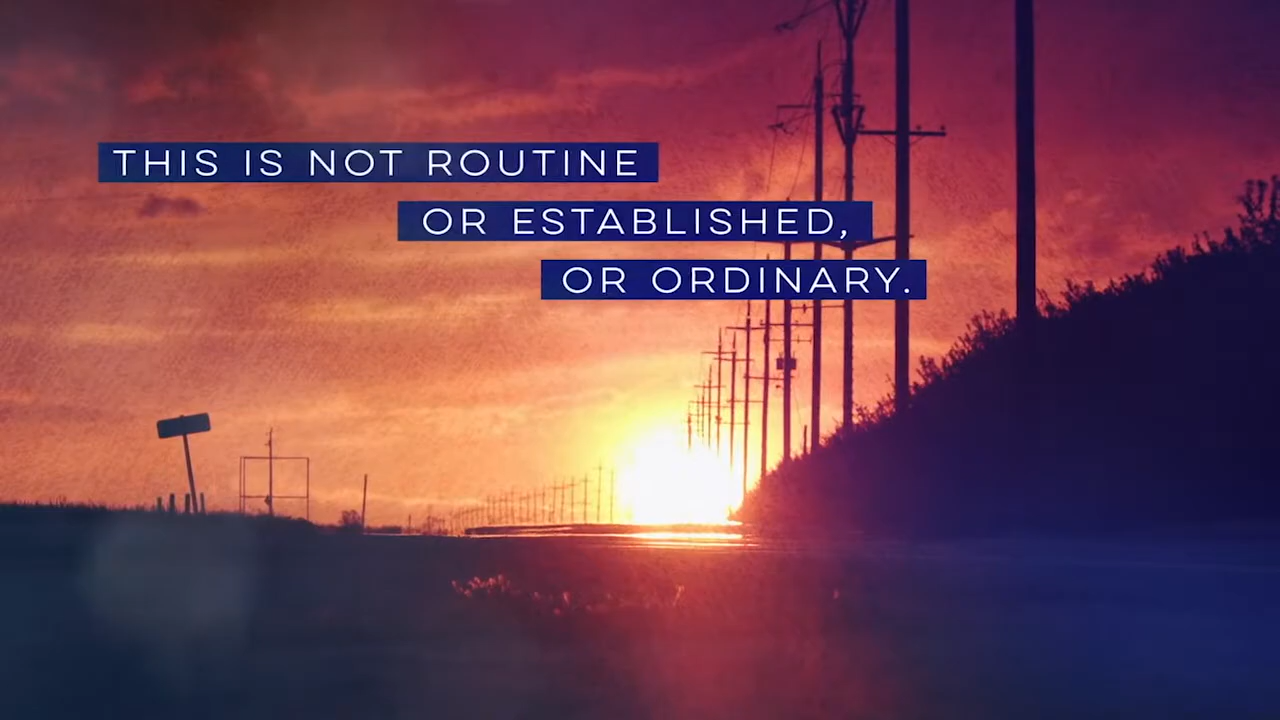 THIS IS NOT ROUTINE
OR ESTABLISHED,
OR ORDINARY.